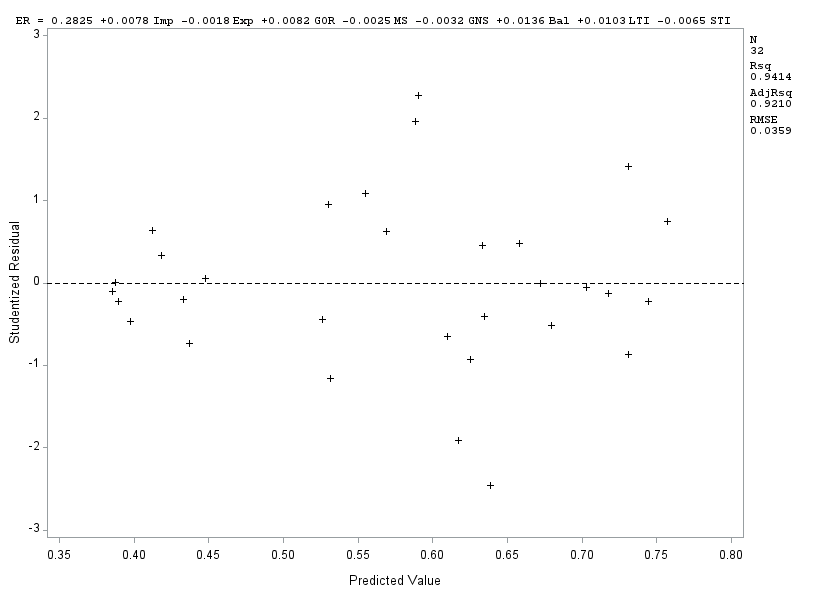 ER = 0.2825 +0.0078 Imp -0.0018 Exp +0.0082 GOR -0.0025 MS -0.0032 GNS +0.0136 Bal +0.0103 LTI -0.0065 STI
N
32
Rsq
0.9414
AdjRsq
0.9210
RMSE
0.0359
3
2
1
0
-1
-2
-3
Studentized Residual
0.35 0.40 0.45 0.50 0.55 0.60 0.65 0.70 0.75 0.80
Predicted Value